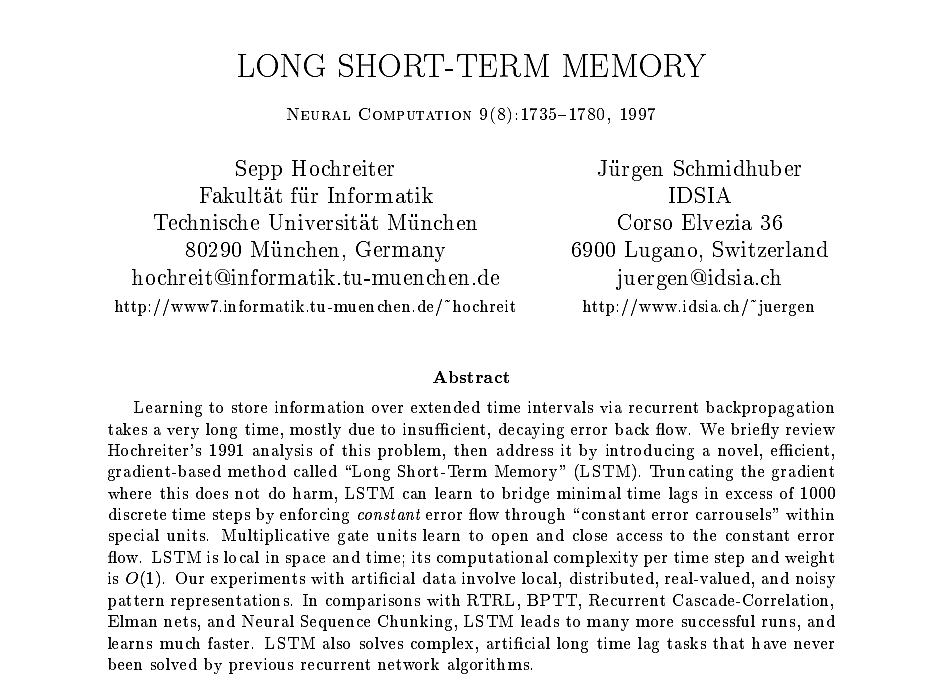 LONG SHORT-TERM MEMORY
NEURAL COMPUTATION 9(8):1735–1780, 1997
Sepp Hochreiter
Fakultät für Informatik
Technische Universität München
80290 München, Germany
hochreit@informatik.tu-muenchen.de
http://www7.informatik.tu-muenchen.de/~hochreit
Jürgen Schmidhuber
IDSIA
Corso Elvezia 36
6900 Lugano, Switzerland
juergen@idsia.ch
http://www.idsia.ch/~juergen
Abstract
Learning to store information over extended time intervals via recurrent backpropagation
takes a very long time, mostly due to insufficient, decaying error back flow. We briefly review
Hochreiter's 1991 analysis of this problem, then address it by introducing a novel, efficient,
gradient-based method called “Long Short-Term Memory” (LSTM). Truncating the gradient
where this does not do harm, LSTM can learn to bridge minimal time lags in excess of 1000
discrete time steps by enforcing constant error flow through “constant error carrousels” within
special units. Multiplicative gate units learn to open and close access to the constant error
flow. LSTM is local in space and time; its computational complexity per time step and weight
is O(1). Our experiments with artificial data involve local, distributed, real-valued, and noisy
pattern representations. In comparisons with RTRL, BPTT, Recurrent Cascade-Correlation,
Elman nets, and Neural Sequence Chunking, LSTM leads to many more successful runs, and
learns much faster. LSTM also solves complex, artificial long time lag tasks that have never
been solved by previous recurrent network algorithms.